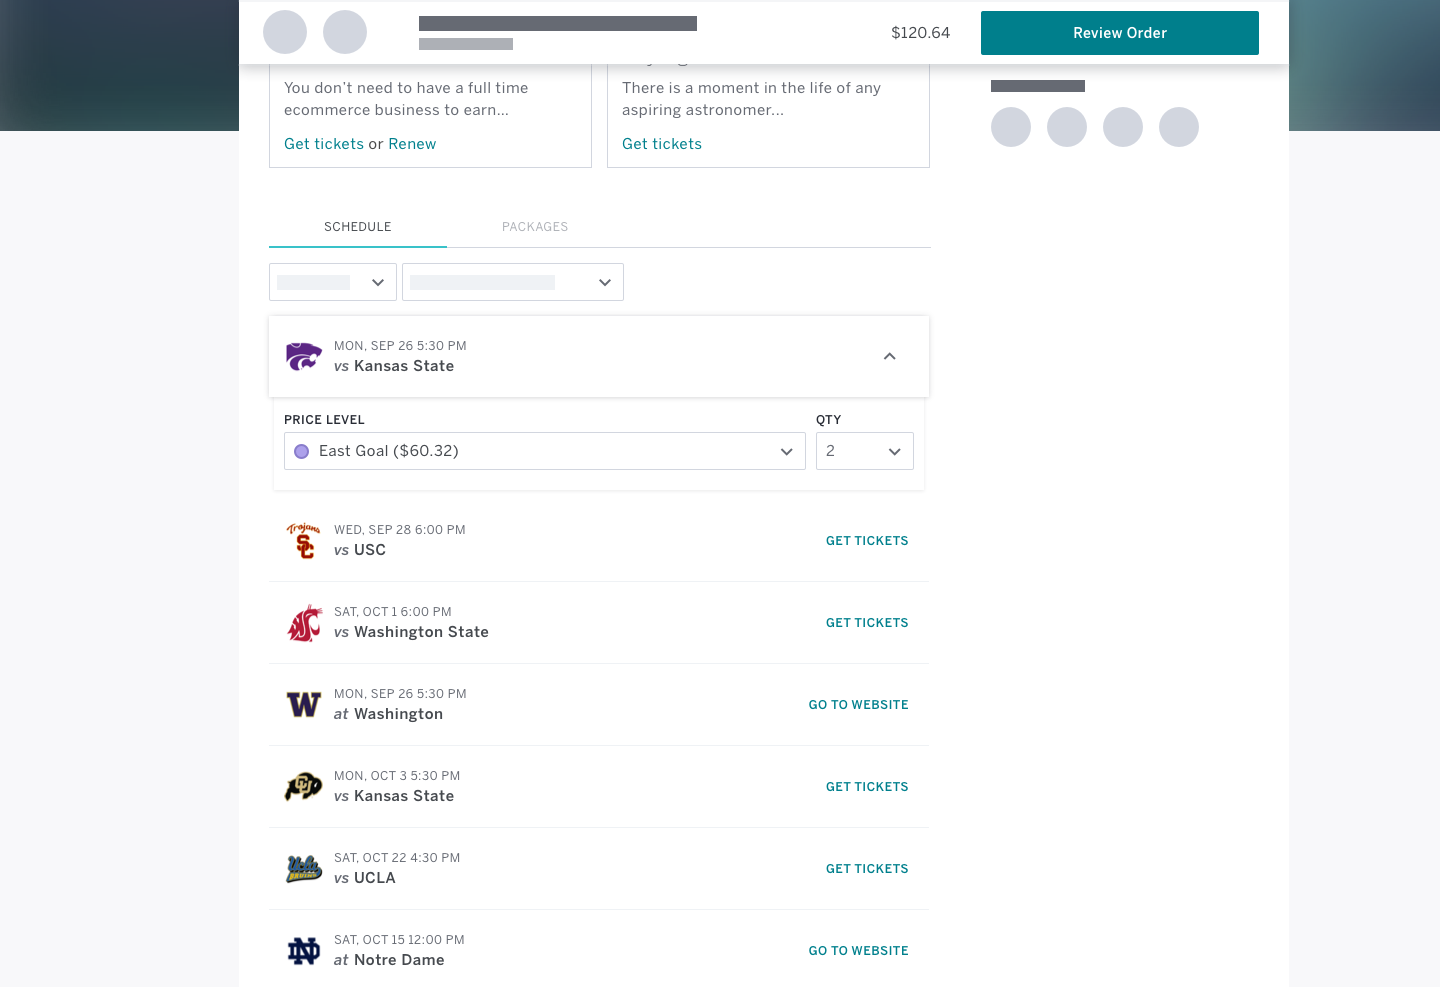 $120.64
Review Order
You don't need to have a full time
ecommerce business to earn...
Get tickets or Renew
There is a moment in the life of any
aspiring astronomer...
Get tickets
SCHEDULE
PACKAGES
MON, SEP 26 5:30 PM
vs Kansas State
PRICE LEVEL
QTY
East Goal ($60.32)
2
Trojans
SC
WED, SEP 28 6:00 PM
vs USC
GET TICKETS
SAT, OCT 1 6:00 PM
vs Washington State
GET TICKETS
W
MON, SEP 26 5:30 PM
at Washington
GO TO WEBSITE
CU
MON, OCT 3 5:30 PM
vs Kansas State
GET TICKETS
Ucla
BRUINS
SAT, OCT 22 4:30 PM
vs UCLA
GET TICKETS
ND
SAT, OCT 15 12:00 PM
at Notre Dame
GO TO WEBSITE